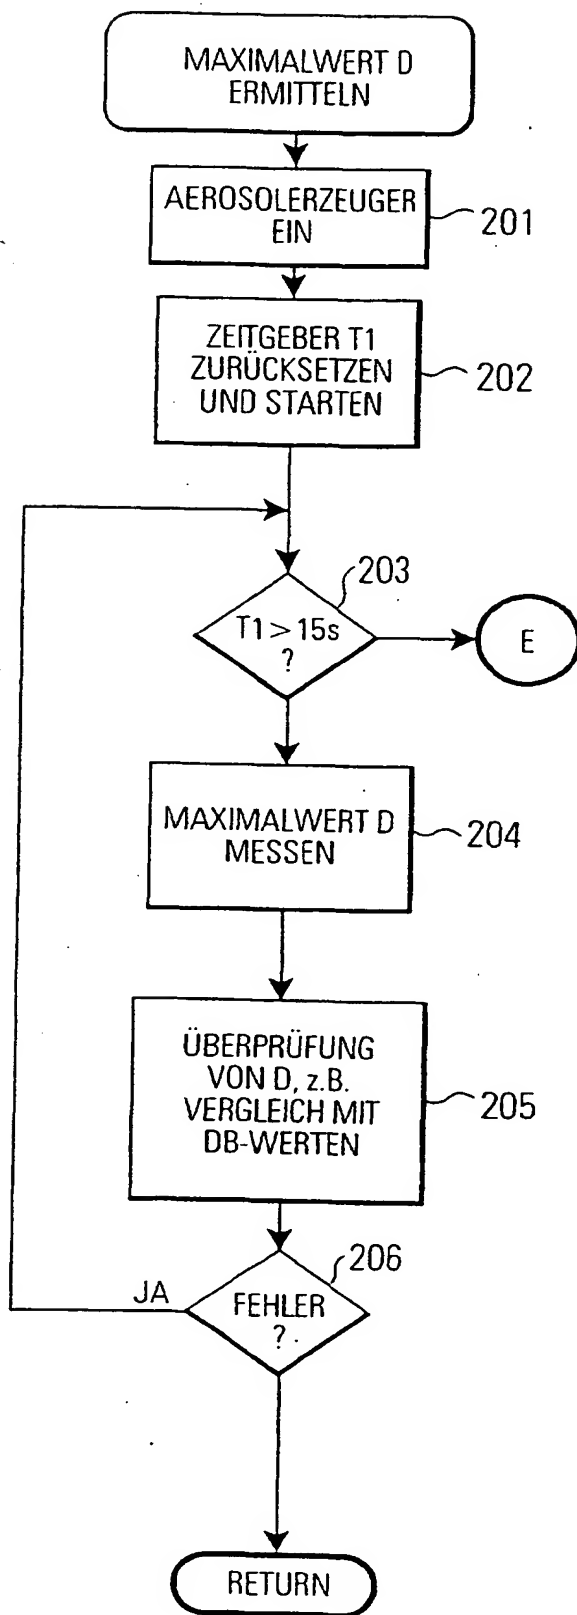 MAXIMALWERT D
ERMITTELN
AEROSOLERZEUGER
EIN
201
ZEITGEBER T1
ZURÜCKSETZEN
UND STARTEN
202
203
T1 > 15s
?
E
MAXIMALWERT D
MESSEN
204
ÜBERPRÜFUNG
VON D, z.B.
VERGLEICH MIT
DB-WERTEN
205
206
JA
FEHLER
?
RETURN